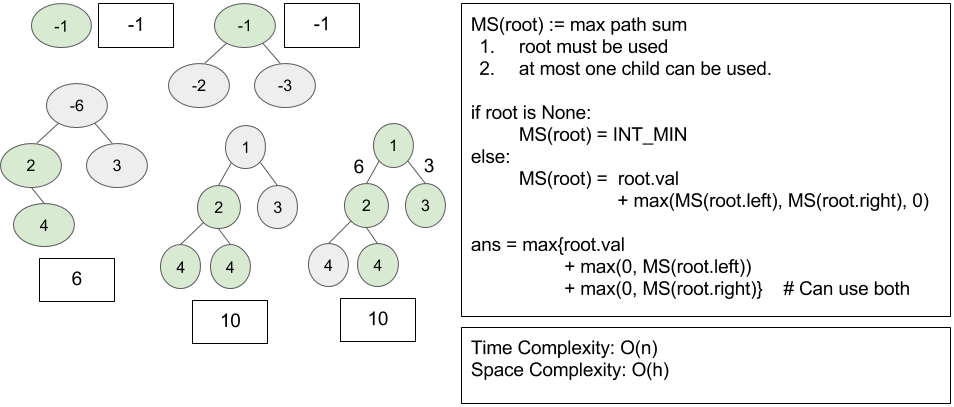 -1
-1
-1
-1
-2
-3
-6
2
3
4
6
1
2
3
4
4
10
1
6
3
2
3
4
4
10
MS(root) := max path sum
1. root must be used
2. at most one child can be used.
if root is None:
MS(root) = INT_MIN
else:
MS(root) = root.val
+ max(MS(root.left), MS(root.right), 0)
ans = max{root.val
+ max(0, MS(root.left))
+ max(0, MS(root.right)} # Can use both
Time Complexity: O(n)
Space Complexity: O(h)